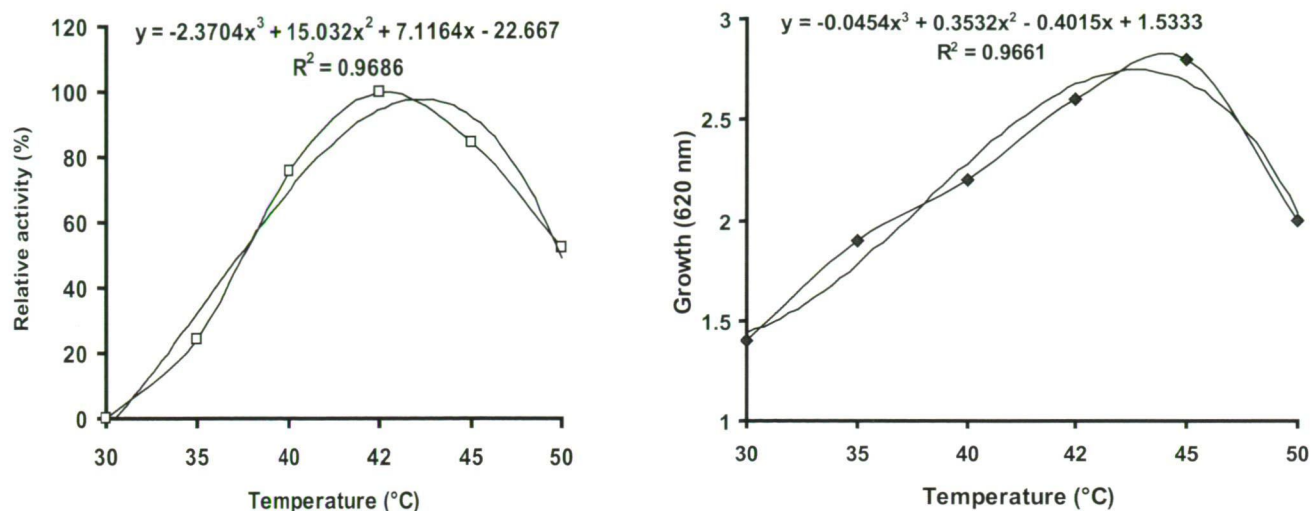 y = -2.3704x³ + 15.032x² + 7.1164x - 22.667
R² = 0.9686
120
100
80
60
40
20
0
Relative activity (%)
30 35 40 42 45 50
Temperature (°C)
y = -0.0454x³ + 0.3532x² - 0.4015x + 1.5333
R² = 0.9661
3
2.5
2
1.5
1
Growth (620 nm)
30 35 40 42 45 50
Temperature (°C)